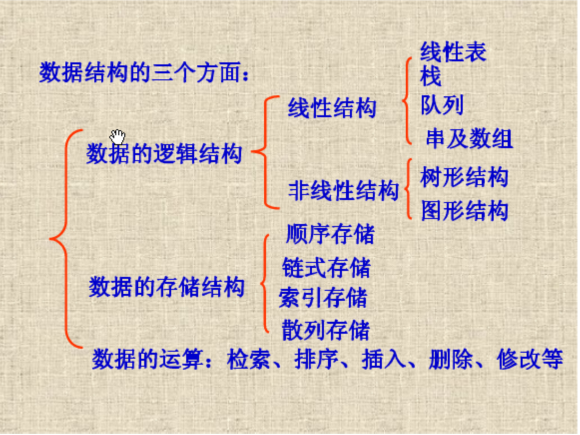 数据结构的三个方面：
数据的逻辑结构
线性结构
线性表
栈
队列
串及数组
非线性结构
树形结构
图形结构
数据的存储结构
顺序存储
链式存储
索引存储
散列存储
数据的运算：检索、排序、插入、删除、修改等